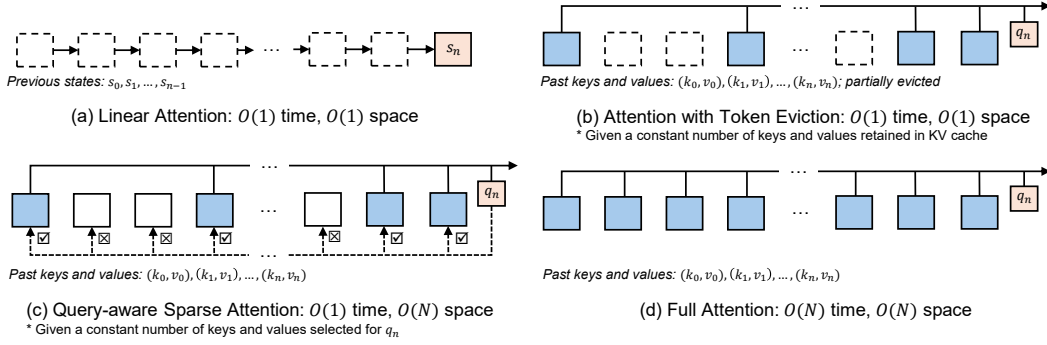 ... s_n
Previous states: s_0, s_1, ..., s_{n-1}
(a) Linear Attention: O(1) time, O(1) space
...
... q_n
Past keys and values: (k_0, v_0), (k_1, v_1), ..., (k_n, v_n); partially evicted
(b) Attention with Token Eviction: O(1) time, O(1) space
* Given a constant number of keys and values retained in KV cache
...
... q_n
☑ ☒ ☒ ☑ ☒ ☑ ☑
...
Past keys and values: (k_0, v_0), (k_1, v_1), ..., (k_n, v_n)
(c) Query-aware Sparse Attention: O(1) time, O(N) space
* Given a constant number of keys and values selected for q_n
...
... q_n
Past keys and values: (k_0, v_0), (k_1, v_1), ..., (k_n, v_n)
(d) Full Attention: O(N) time, O(N) space